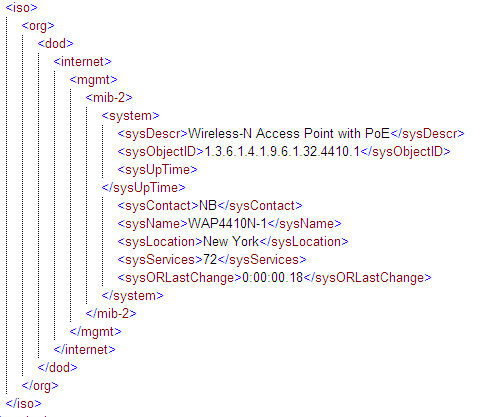 <iso>
<org>
<dod>
<internet>
<mgmt>
<mib-2>
<system>
<sysDescr>Wireless-N Access Point with PoE</sysDescr>
<sysObjectID>1.3.6.1.4.1.9.6.1.32.4410.1</sysObjectID>
<sysUpTime>
</sysUpTime>
<sysContact>NB</sysContact>
<sysName>WAP4410N-1</sysName>
<sysLocation>New York</sysLocation>
<sysServices>72</sysServices>
<sysORLastChange>0:00:00.18</sysORLastChange>
</system>
</mib-2>
</mgmt>
</internet>
</dod>
</org>
</iso>